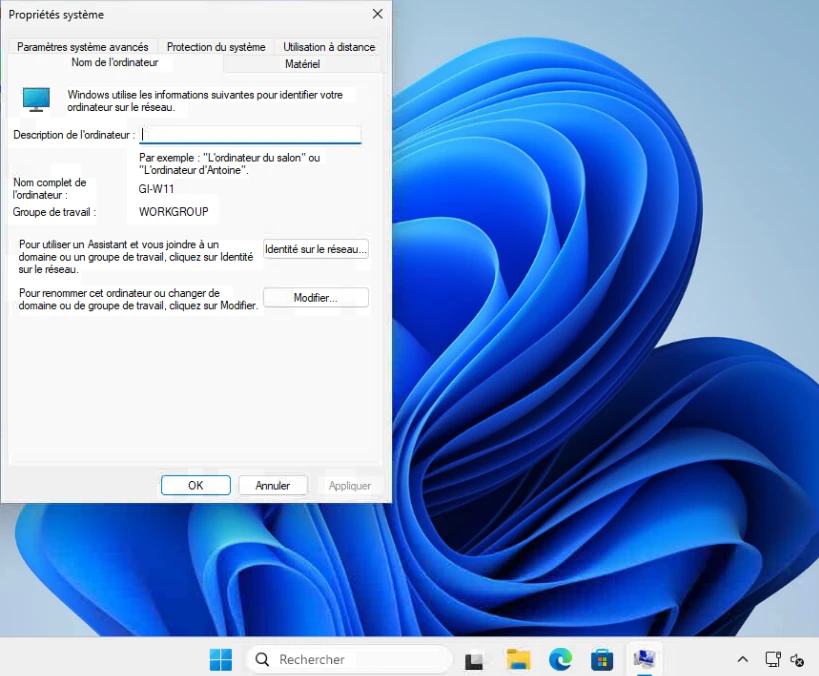 Propriétés système
Paramètres système avancés
Protection du système
Utilisation à distance
Nom de l'ordinateur
Matériel
Windows utilise les informations suivantes pour identifier votre
ordinateur sur le réseau.
Description de l'ordinateur :
Par exemple : "L'ordinateur du salon" ou
"L'ordinateur d'Antoine".
Nom complet de
l'ordinateur :
GI-W11
Groupe de travail :
WORKGROUP
Pour utiliser un Assistant et vous joindre à un
domaine ou un groupe de travail, cliquez sur Identité
sur le réseau.
Identité sur le réseau...
Pour renommer cet ordinateur ou changer de
domaine ou de groupe de travail, cliquez sur Modifier.
Modifier...
OK
Annuler
Appliquer
Rechercher